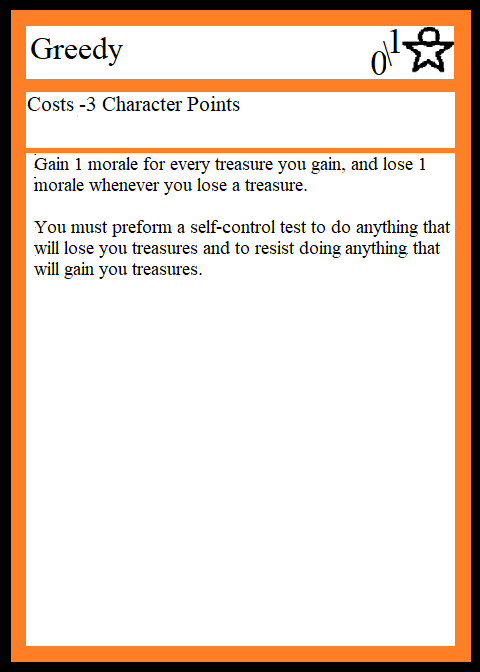 Greedy
0\1
Costs -3 Character Points
Gain 1 morale for every treasure you gain, and lose 1
morale whenever you lose a treasure.
You must preform a self-control test to do anything that
will lose you treasures and to resist doing anything that
will gain you treasures.